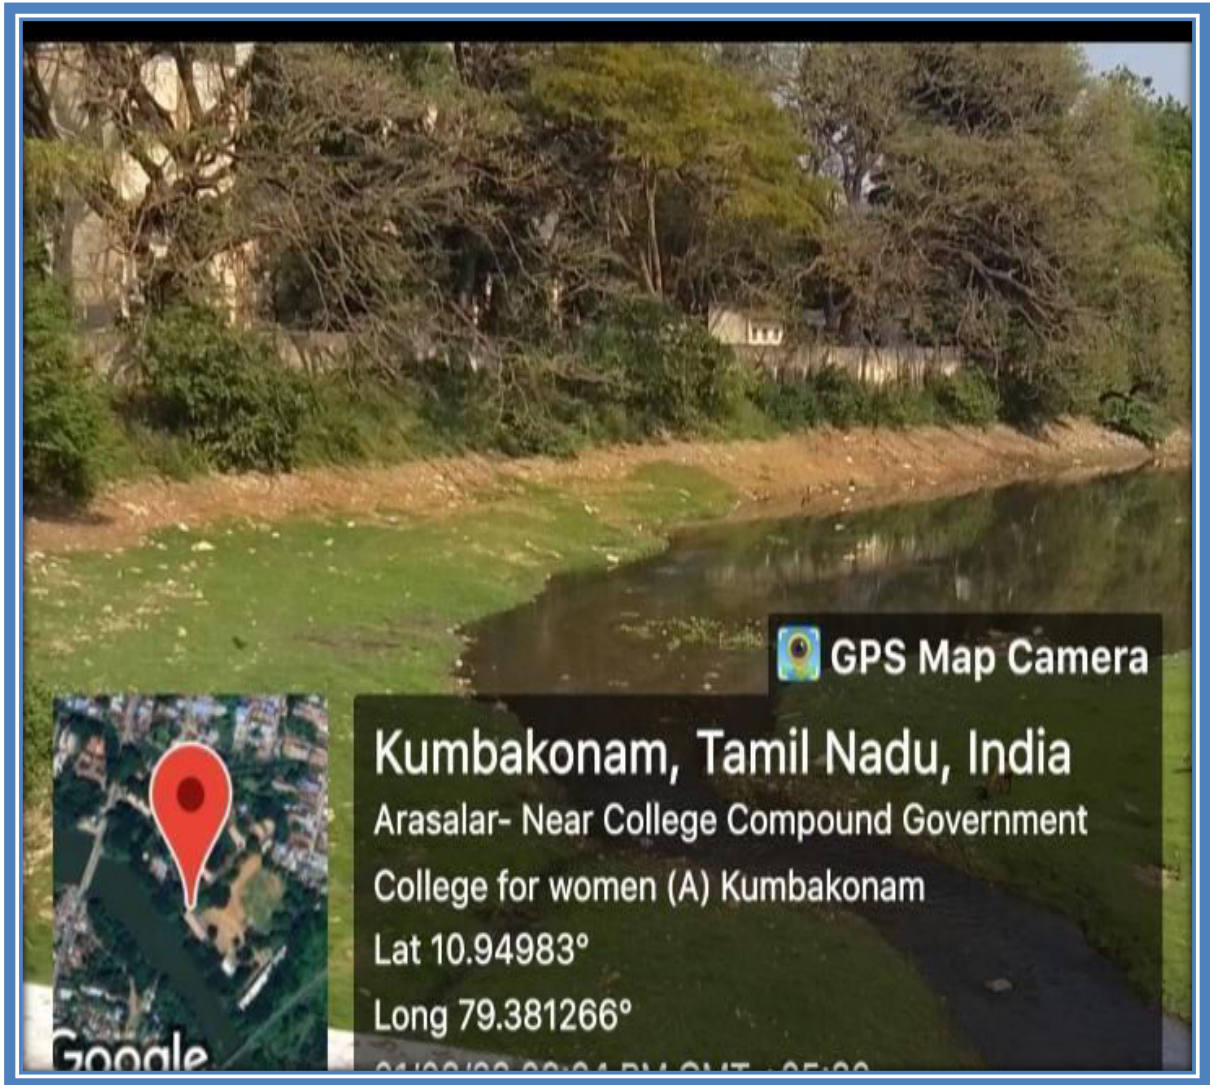 GPS Map Camera
Kumbakonam, Tamil Nadu, India
Arasalar- Near College Compound Government
College for women (A) Kumbakonam
Lat 10.94983°
Long 79.381266°
Google